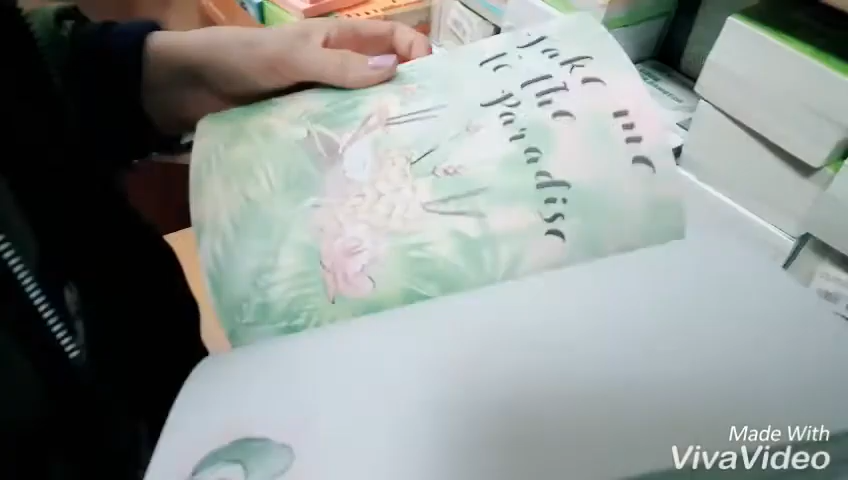 Take me
to the
Paradise
Made With
VivaVideo